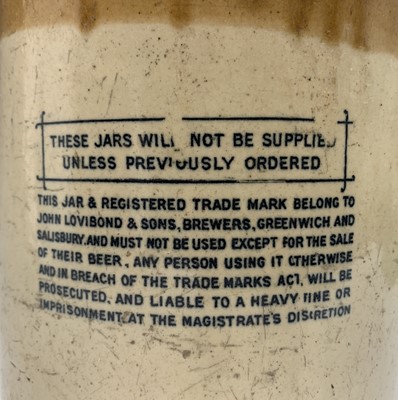 THESE JARS WILL NOT BE SUPPLIED
UNLESS PREVIOUSLY ORDERED
THIS JAR & REGISTERED TRADE MARK BELONG TO
JOHN LOVIBOND & SONS, BREWERS, GREENWICH AND
SALISBURY. AND MUST NOT BE USED EXCEPT FOR THE SALE
OF THEIR BEER. ANY PERSON USING IT OTHERWISE
AND IN BREACH OF THE TRADE MARKS ACT, WILL BE
PROSECUTED, AND LIABLE TO A HEAVY FINE OR
IMPRISONMENT, AT THE MAGISTRATE'S DISCRETION